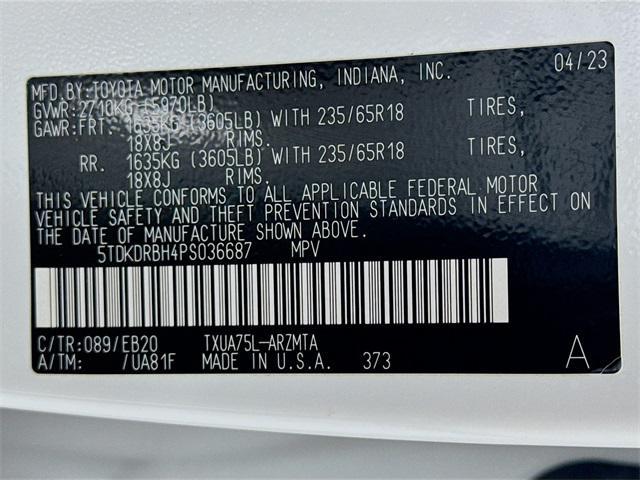 MFD.BY:TOYOTA MOTOR MANUFACTURING, INDIANA, INC. 04/23
GVWR:2710KG (5970LB)
GAWR:FRT. 1635KG (3605LB) WITH 235/65R18 TIRES,
18X8J RIMS.
RR. 1635KG (3605LB) WITH 235/65R18 TIRES,
18X8J RIMS.
THIS VEHICLE CONFORMS TO ALL APPLICABLE FEDERAL MOTOR
VEHICLE SAFETY AND THEFT PREVENTION STANDARDS IN EFFECT ON
THE DATE OF MANUFACTURE SHOWN ABOVE.
5TDKDRBH4PS036687 MPV
C/TR:089/EB20 TXUA75L-ARZMTA
A/TM: /UA81F MADE IN U.S.A. 373 A